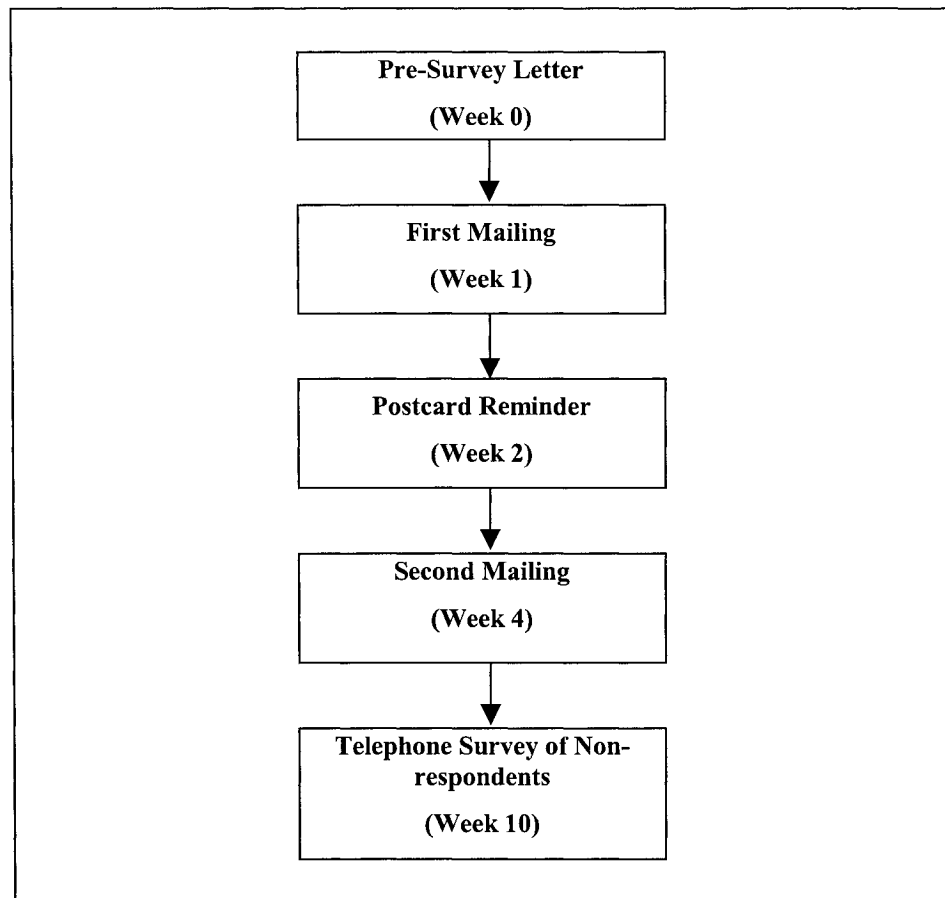 Pre-Survey Letter
(Week 0)
First Mailing
(Week 1)
Postcard Reminder
(Week 2)
Second Mailing
(Week 4)
Telephone Survey of Non-
respondents
(Week 10)